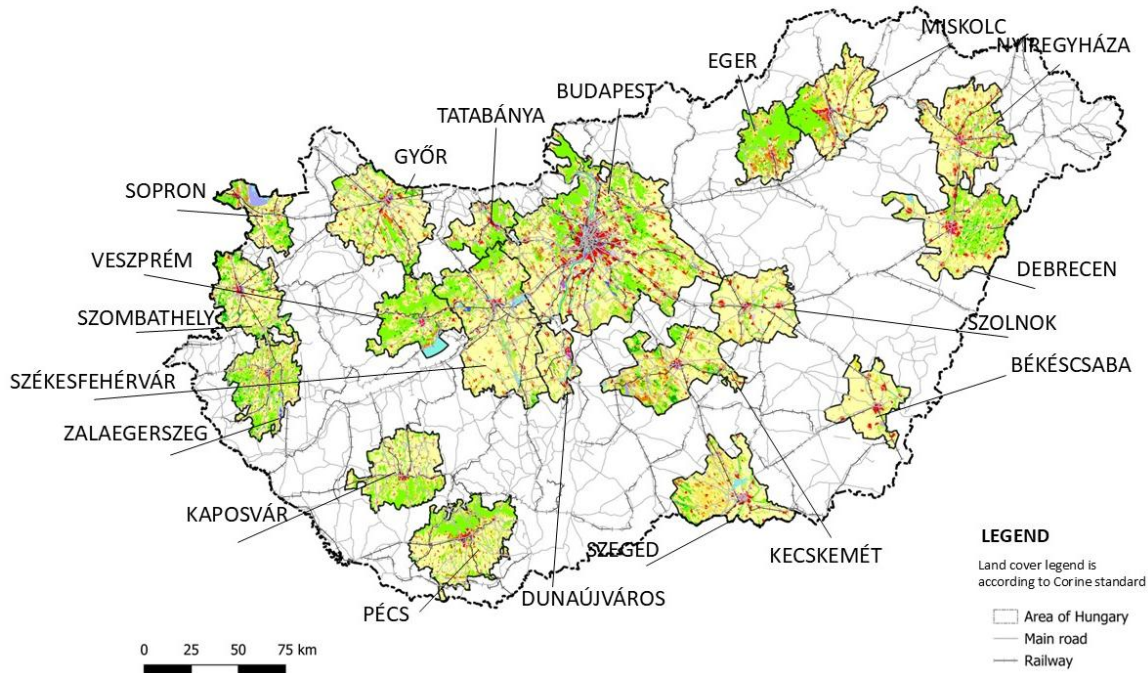 MISKOLC
NYÍREGYHÁZA
EGER
BUDAPEST
TATABÁNYA
GYŐR
SOPRON
VESZPRÉM
DEBRECEN
SZOMBATHELY
SZOLNOK
BÉKÉSCSABA
SZÉKESFEHÉRVÁR
ZALAEGERSZEG
KAPOSVÁR
SZEGED
KECSKEMÉT
DUNAÚJVÁROS
PÉCS
LEGEND
Land cover legend is
according to Corine standard
Area of Hungary
Main road
Railway
0 25 50 75 km